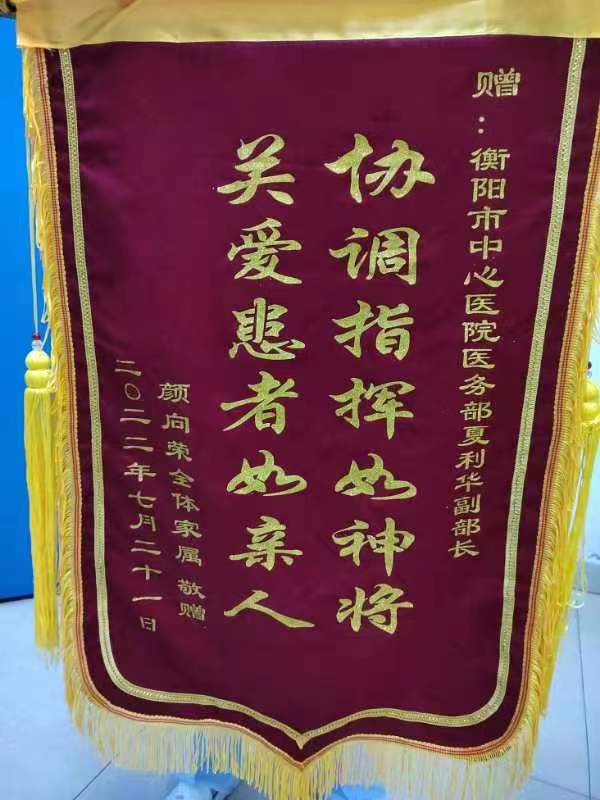 赠：衡阳市中心医院医务部夏利华副部长
协调指挥如神将
关爱患者如亲人
颜向荣全体家属 敬赠
二〇二二年七月二十一日